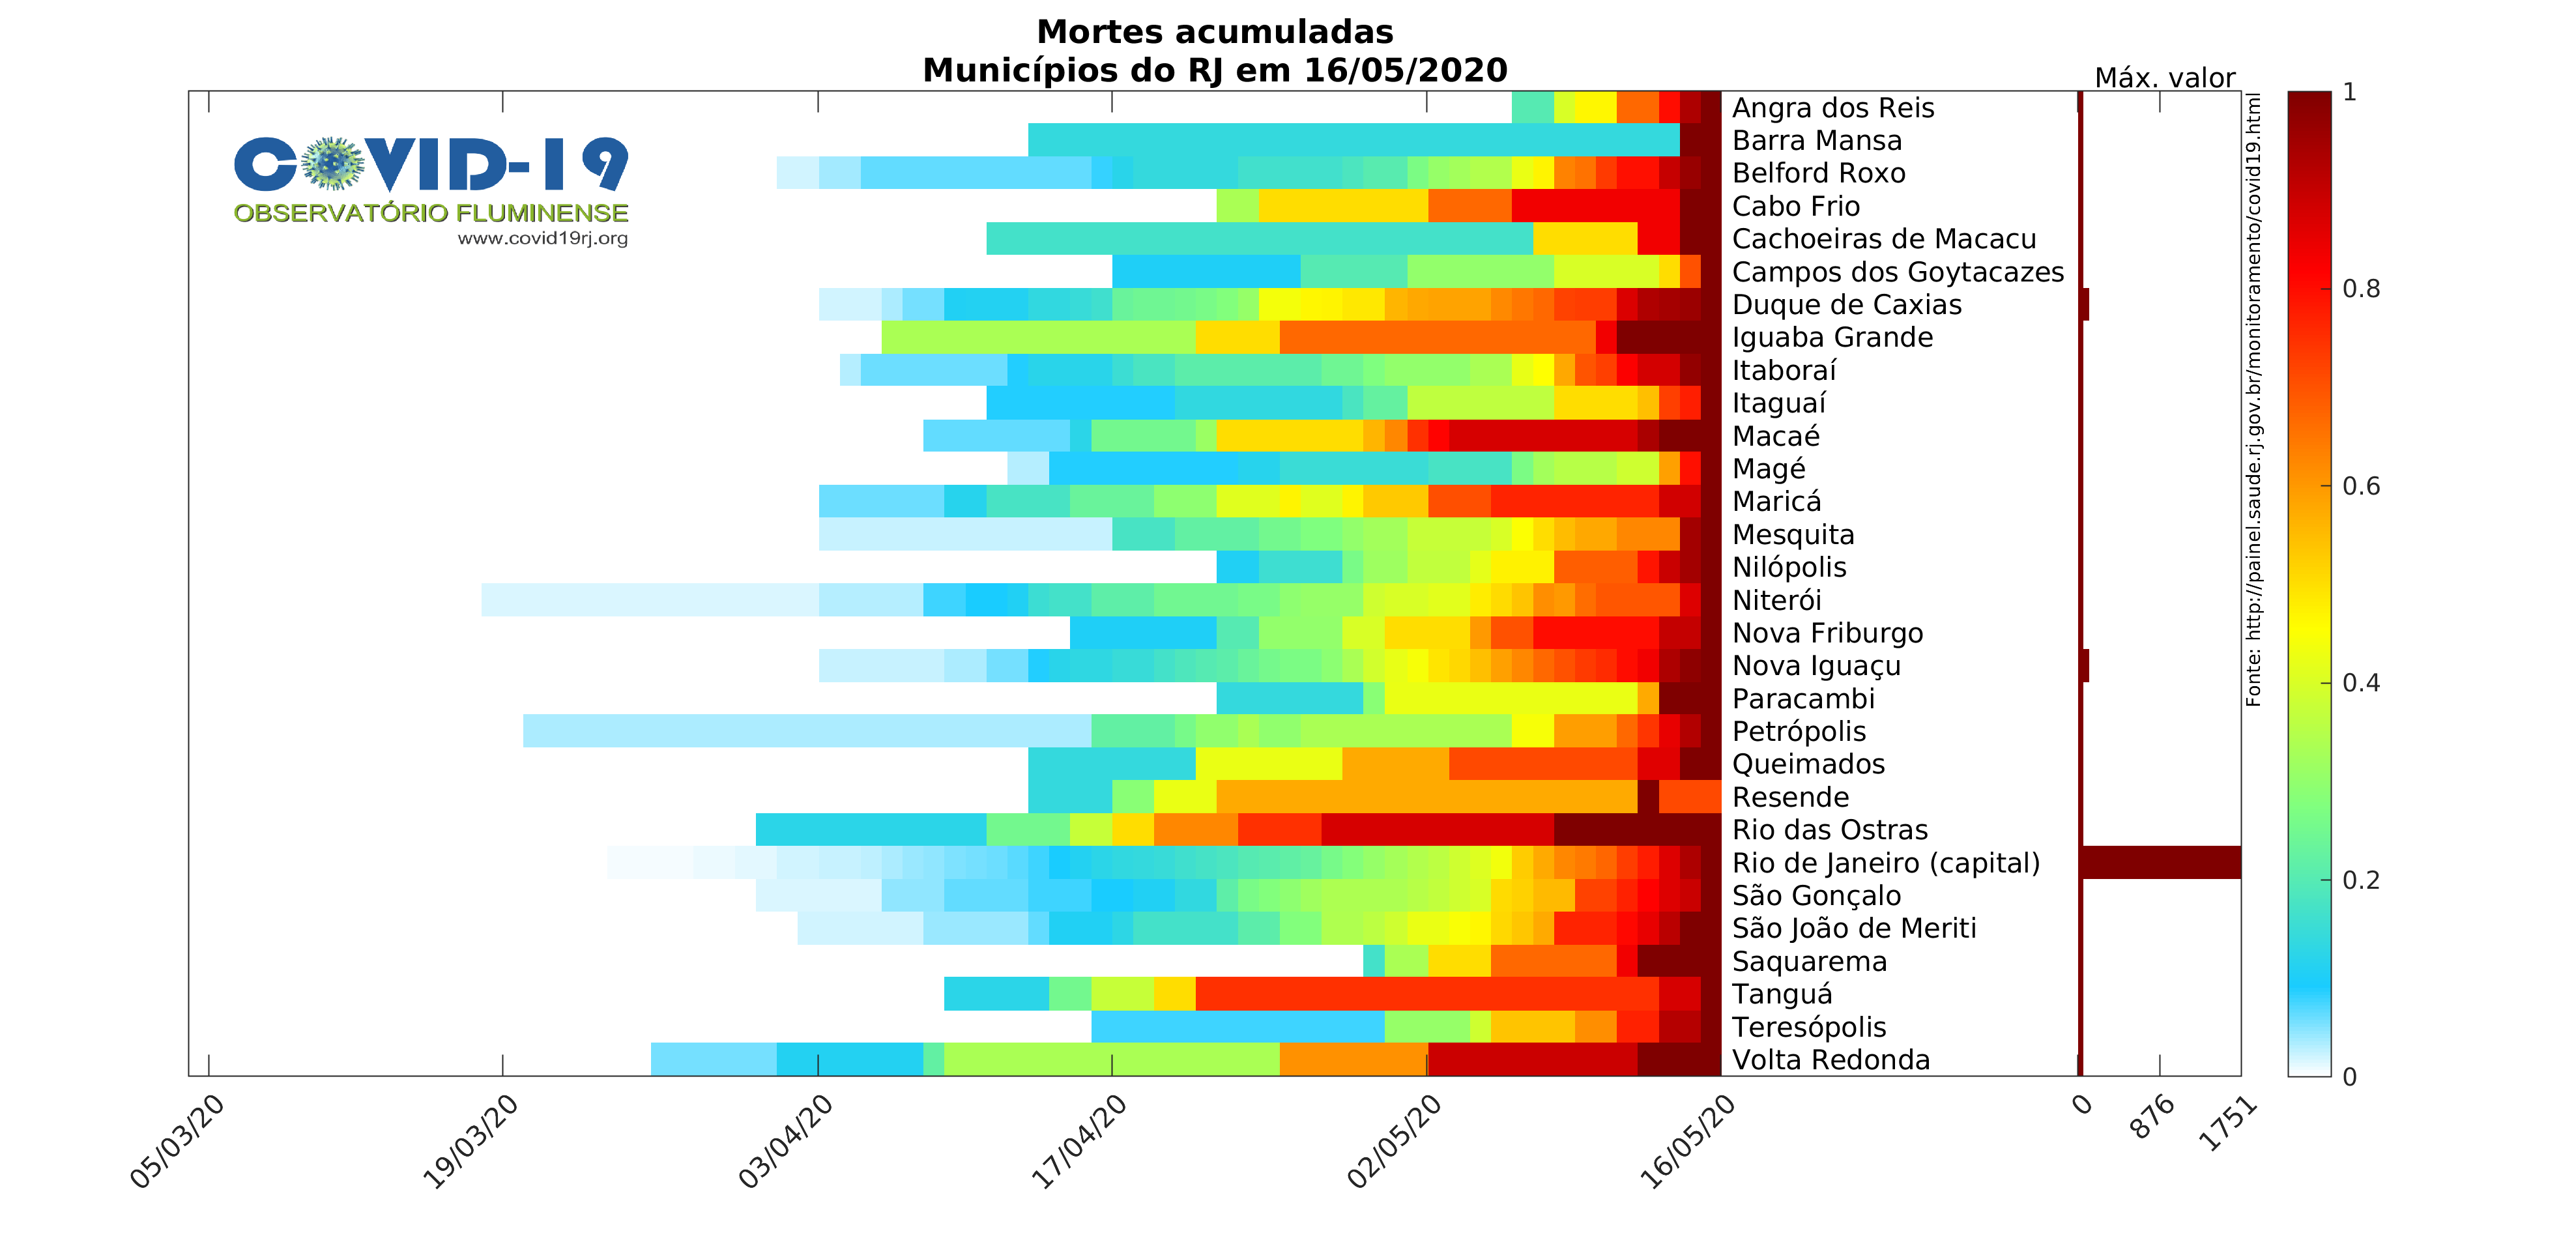 Mortes acumuladas
Municípios do RJ em 16/05/2020
Máx. valor
COVID-19
OBSERVATÓRIO FLUMINENSE
www.covid19rj.org
Angra dos Reis
Barra Mansa
Belford Roxo
Cabo Frio
Cachoeiras de Macacu
Campos dos Goytacazes
Duque de Caxias
Iguaba Grande
Itaboraí
Itaguaí
Macaé
Magé
Maricá
Mesquita
Nilópolis
Niterói
Nova Friburgo
Nova Iguaçu
Paracambi
Petrópolis
Queimados
Resende
Rio das Ostras
Rio de Janeiro (capital)
São Gonçalo
São João de Meriti
Saquarema
Tanguá
Teresópolis
Volta Redonda
Fonte: http://painel.saude.rj.gov.br/monitoramento/covid19.html
1
0.8
0.6
0.4
0.2
0
05/03/20
19/03/20
03/04/20
17/04/20
02/05/20
16/05/20
0
876
1751